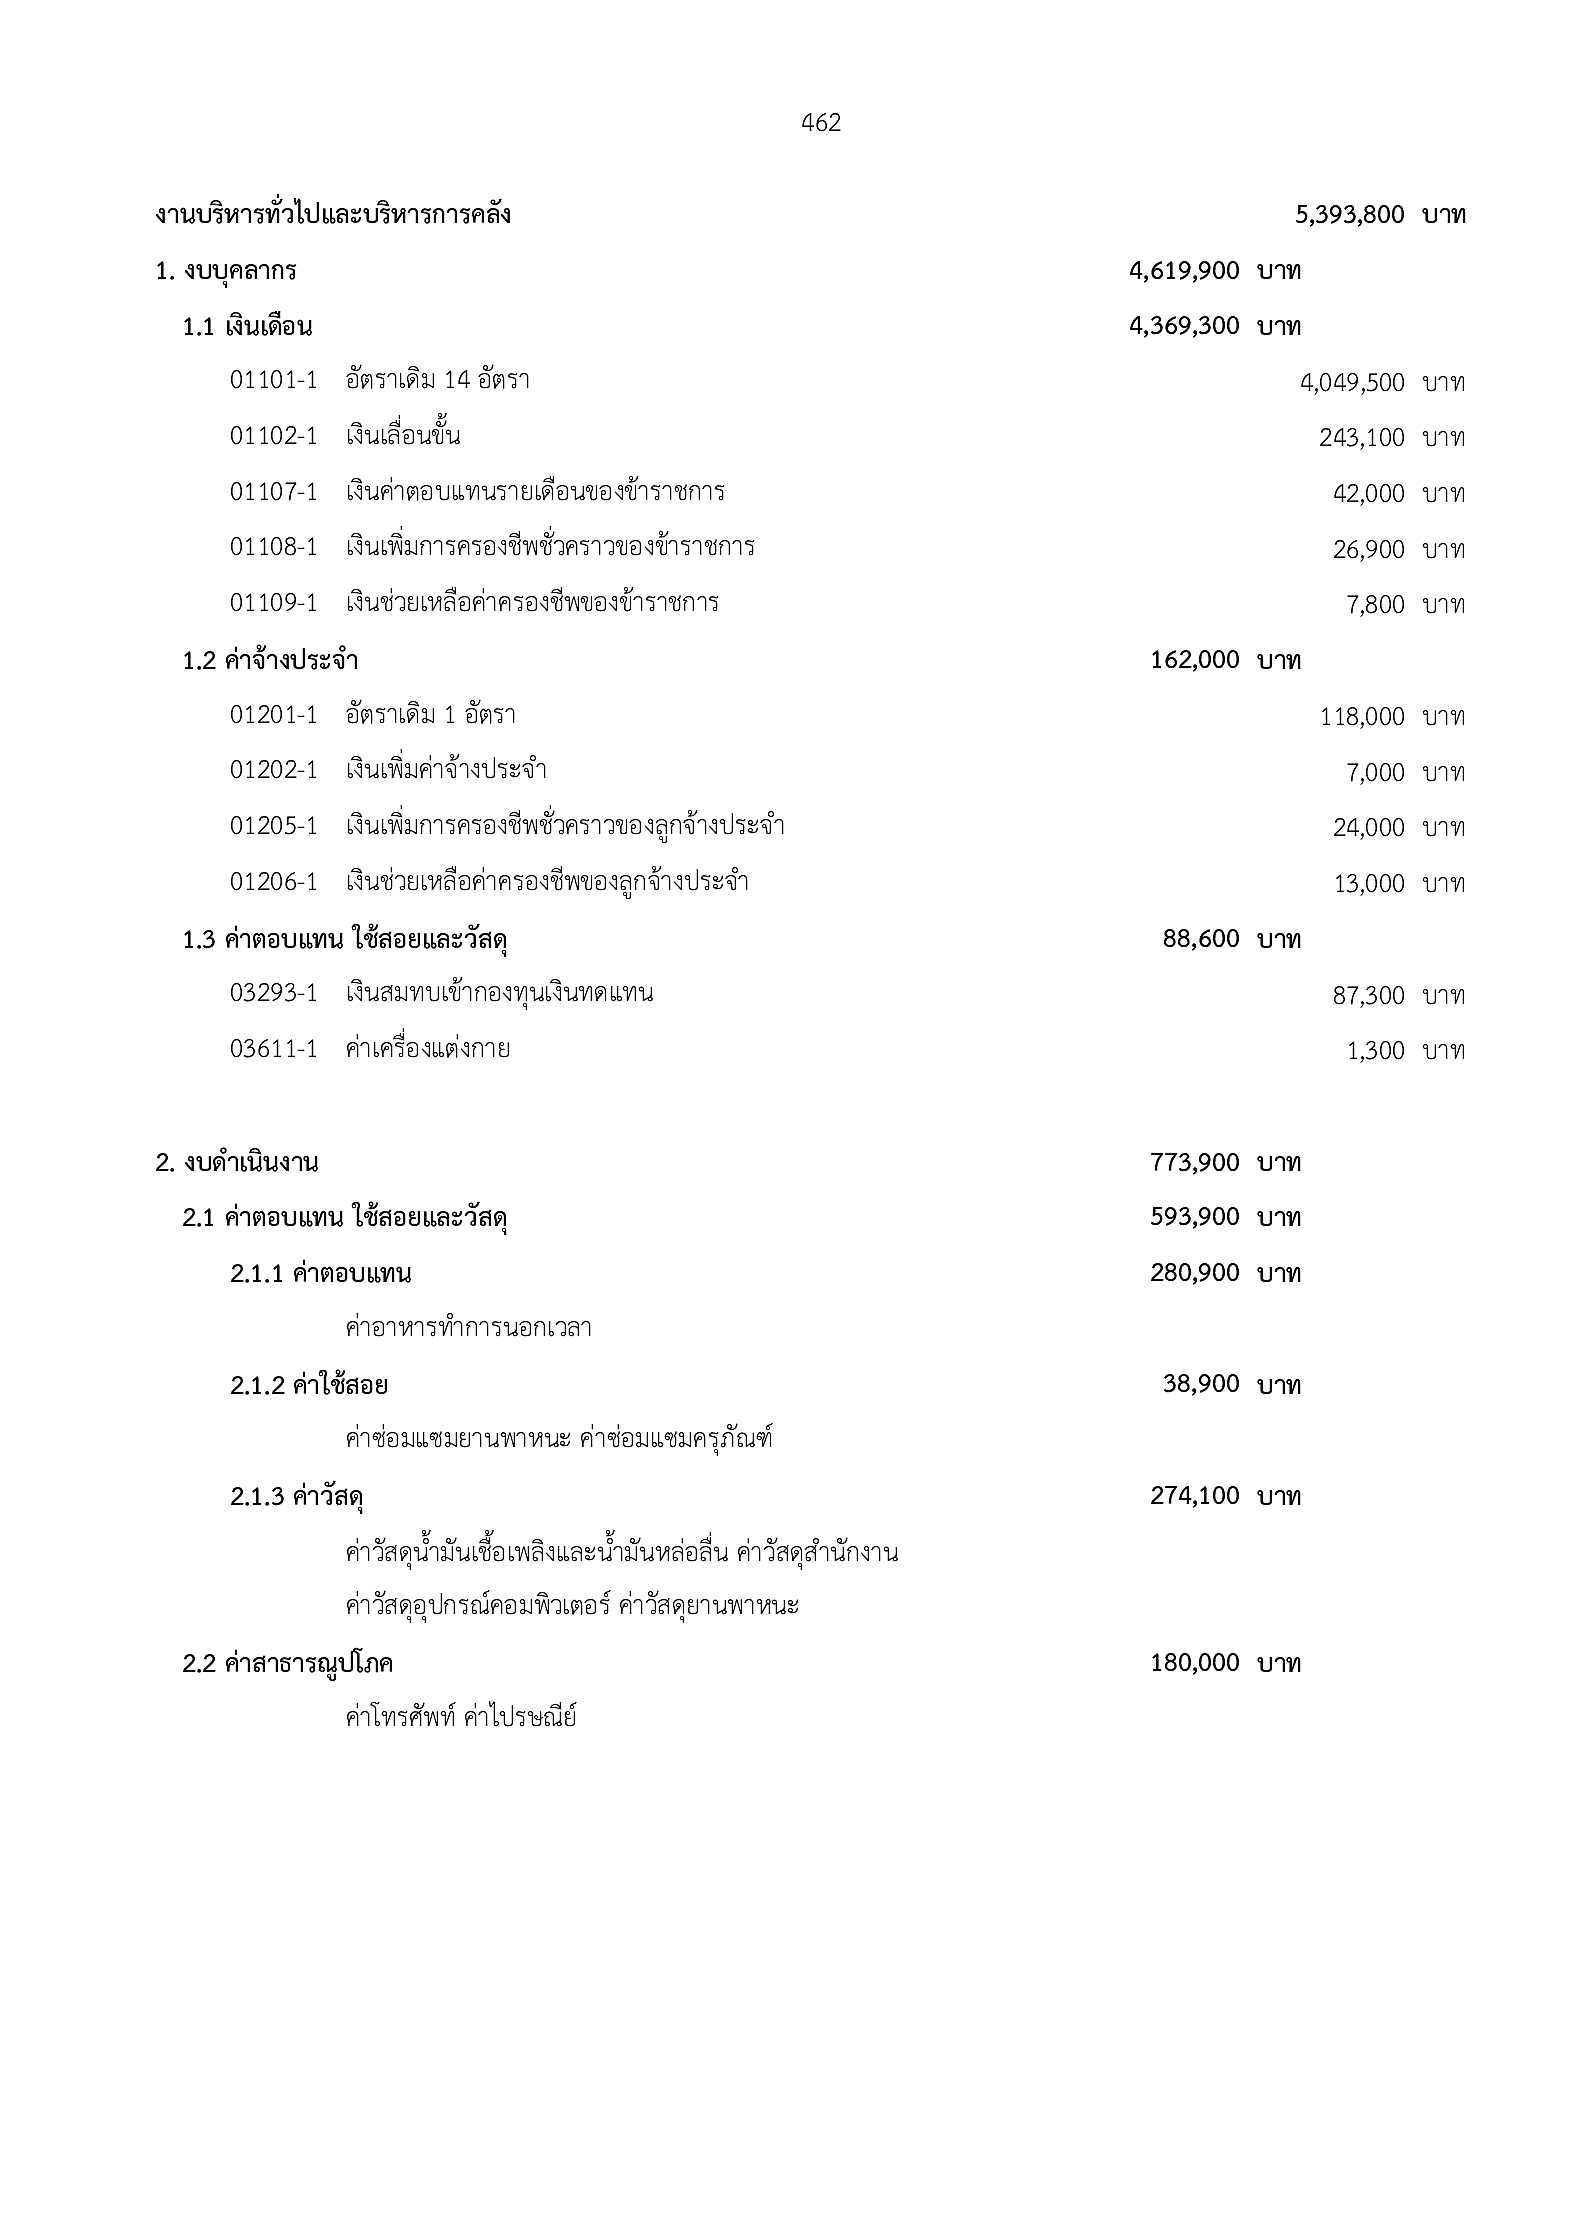 462
งานบริหารทั่วไปและบริหารการคลัง 5,393,800 บาท
1. งบบุคลากร 4,619,900 บาท
1.1 เงินเดือน 4,369,300 บาท
01101-1 อัตราเดิม 14 อัตรา 4,049,500 บาท
01102-1 เงินเลื่อนขั้น 243,100 บาท
01107-1 เงินค่าตอบแทนรายเดือนของข้าราชการ 42,000 บาท
01108-1 เงินเพิ่มการครองชีพชั่วคราวของข้าราชการ 26,900 บาท
01109-1 เงินช่วยเหลือค่าครองชีพของข้าราชการ 7,800 บาท
1.2 ค่าจ้างประจำ 162,000 บาท
01201-1 อัตราเดิม 1 อัตรา 118,000 บาท
01202-1 เงินเพิ่มค่าจ้างประจำ 7,000 บาท
01205-1 เงินเพิ่มการครองชีพชั่วคราวของลูกจ้างประจำ 24,000 บาท
01206-1 เงินช่วยเหลือค่าครองชีพของลูกจ้างประจำ 13,000 บาท
1.3 ค่าตอบแทน ใช้สอยและวัสดุ 88,600 บาท
03293-1 เงินสมทบเข้ากองทุนเงินทดแทน 87,300 บาท
03611-1 ค่าเครื่องแต่งกาย 1,300 บาท
2. งบดำเนินงาน 773,900 บาท
2.1 ค่าตอบแทน ใช้สอยและวัสดุ 593,900 บาท
2.1.1 ค่าตอบแทน 280,900 บาท
ค่าอาหารทำการนอกเวลา
2.1.2 ค่าใช้สอย 38,900 บาท
ค่าซ่อมแซมยานพาหนะ ค่าซ่อมแซมครุภัณฑ์
2.1.3 ค่าวัสดุ 274,100 บาท
ค่าวัสดุน้ำมันเชื้อเพลิงและน้ำมันหล่อลื่น ค่าวัสดุสำนักงาน
ค่าวัสดุอุปกรณ์คอมพิวเตอร์ ค่าวัสดุยานพาหนะ
2.2 ค่าสาธารณูปโภค 180,000 บาท
ค่าโทรศัพท์ ค่าไปรษณีย์